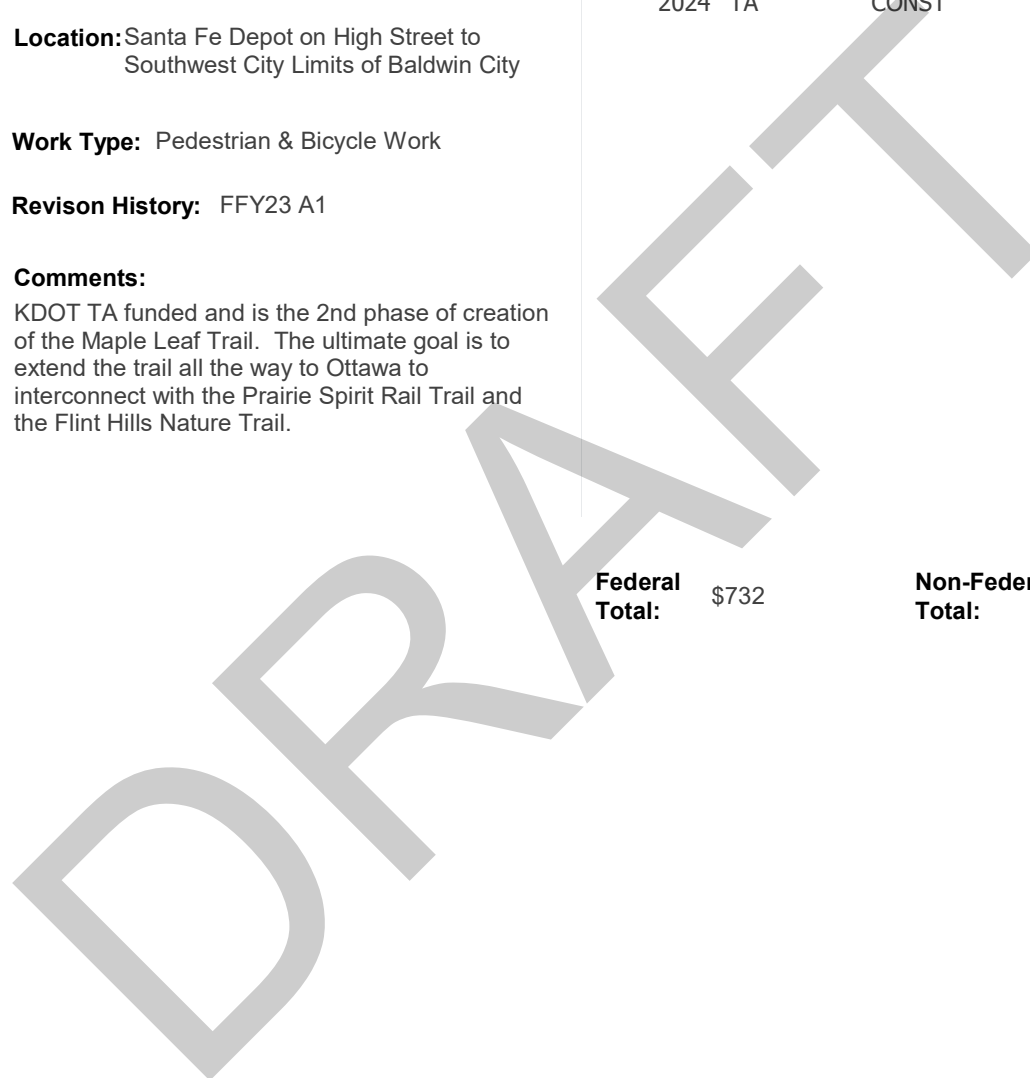 2024 TA CONST
Location: Santa Fe Depot on High Street to
Southwest City Limits of Baldwin City
Work Type: Pedestrian & Bicycle Work
Revison History: FFY23 A1
Comments:
KDOT TA funded and is the 2nd phase of creation
of the Maple Leaf Trail. The ultimate goal is to
extend the trail all the way to Ottawa to
interconnect with the Prairie Spirit Rail Trail and
the Flint Hills Nature Trail.
Federal
Total: $732
Non-Feder
Total:
DRAFT